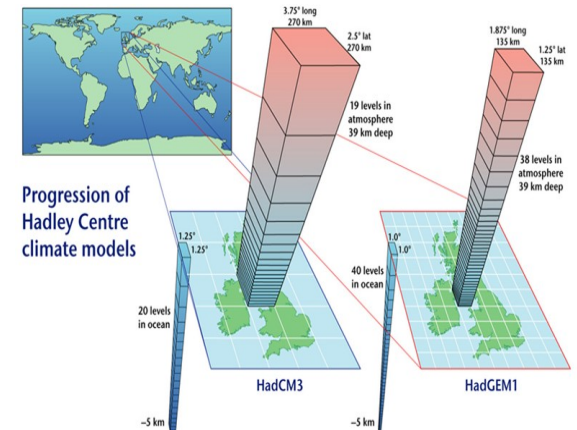 3.75° long
270 km
2.5° lat
270 km
19 levels in
atmosphere
39 km deep
1.875° long
135 km
1.25° lat
135 km
38 levels in
atmosphere
39 km deep
Progression of
Hadley Centre
climate models
1.25°
1.25°
20 levels
in ocean
–5 km
HadCM3
1.0°
1.0°
40 levels
in ocean
–5 km
HadGEM1